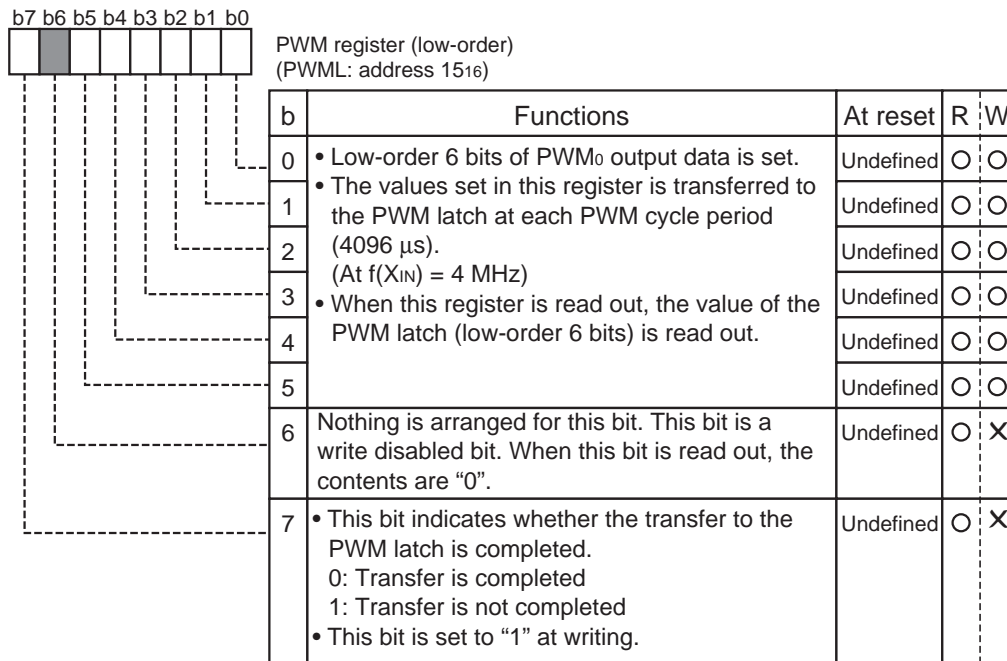 b7 b6 b5 b4 b3 b2 b1 b0
PWM register (low-order)
(PWML: address 1516)
b Functions At reset R W
0 • Low-order 6 bits of PWM0 output data is set. Undefined O O
• The values set in this register is transferred to
1 the PWM latch at each PWM cycle period Undefined O O
2 (4096 µs). Undefined O O
(At f(XIN) = 4 MHz)
3 • When this register is read out, the value of the Undefined O O
4 PWM latch (low-order 6 bits) is read out. Undefined O O
5 Undefined O O
6 Nothing is arranged for this bit. This bit is a Undefined O X
write disabled bit. When this bit is read out, the
contents are “0”.
7 • This bit indicates whether the transfer to the Undefined O X
PWM latch is completed.
0: Transfer is completed
1: Transfer is not completed
• This bit is set to “1” at writing.